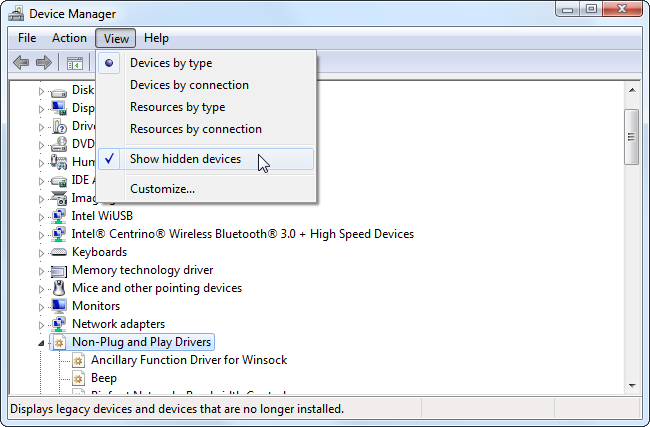 Device Manager
File Action View Help
Devices by type
Devices by connection
Resources by type
Resources by connection
Show hidden devices
Customize...
Disk
Disp
Drive
DVD
Hum
IDE A
Imag
Intel WiUSB
Intel® Centrino® Wireless Bluetooth® 3.0 + High Speed Devices
Keyboards
Memory technology driver
Mice and other pointing devices
Monitors
Network adapters
Non-Plug and Play Drivers
Ancillary Function Driver for Winsock
Beep
Displays legacy devices and devices that are no longer installed.